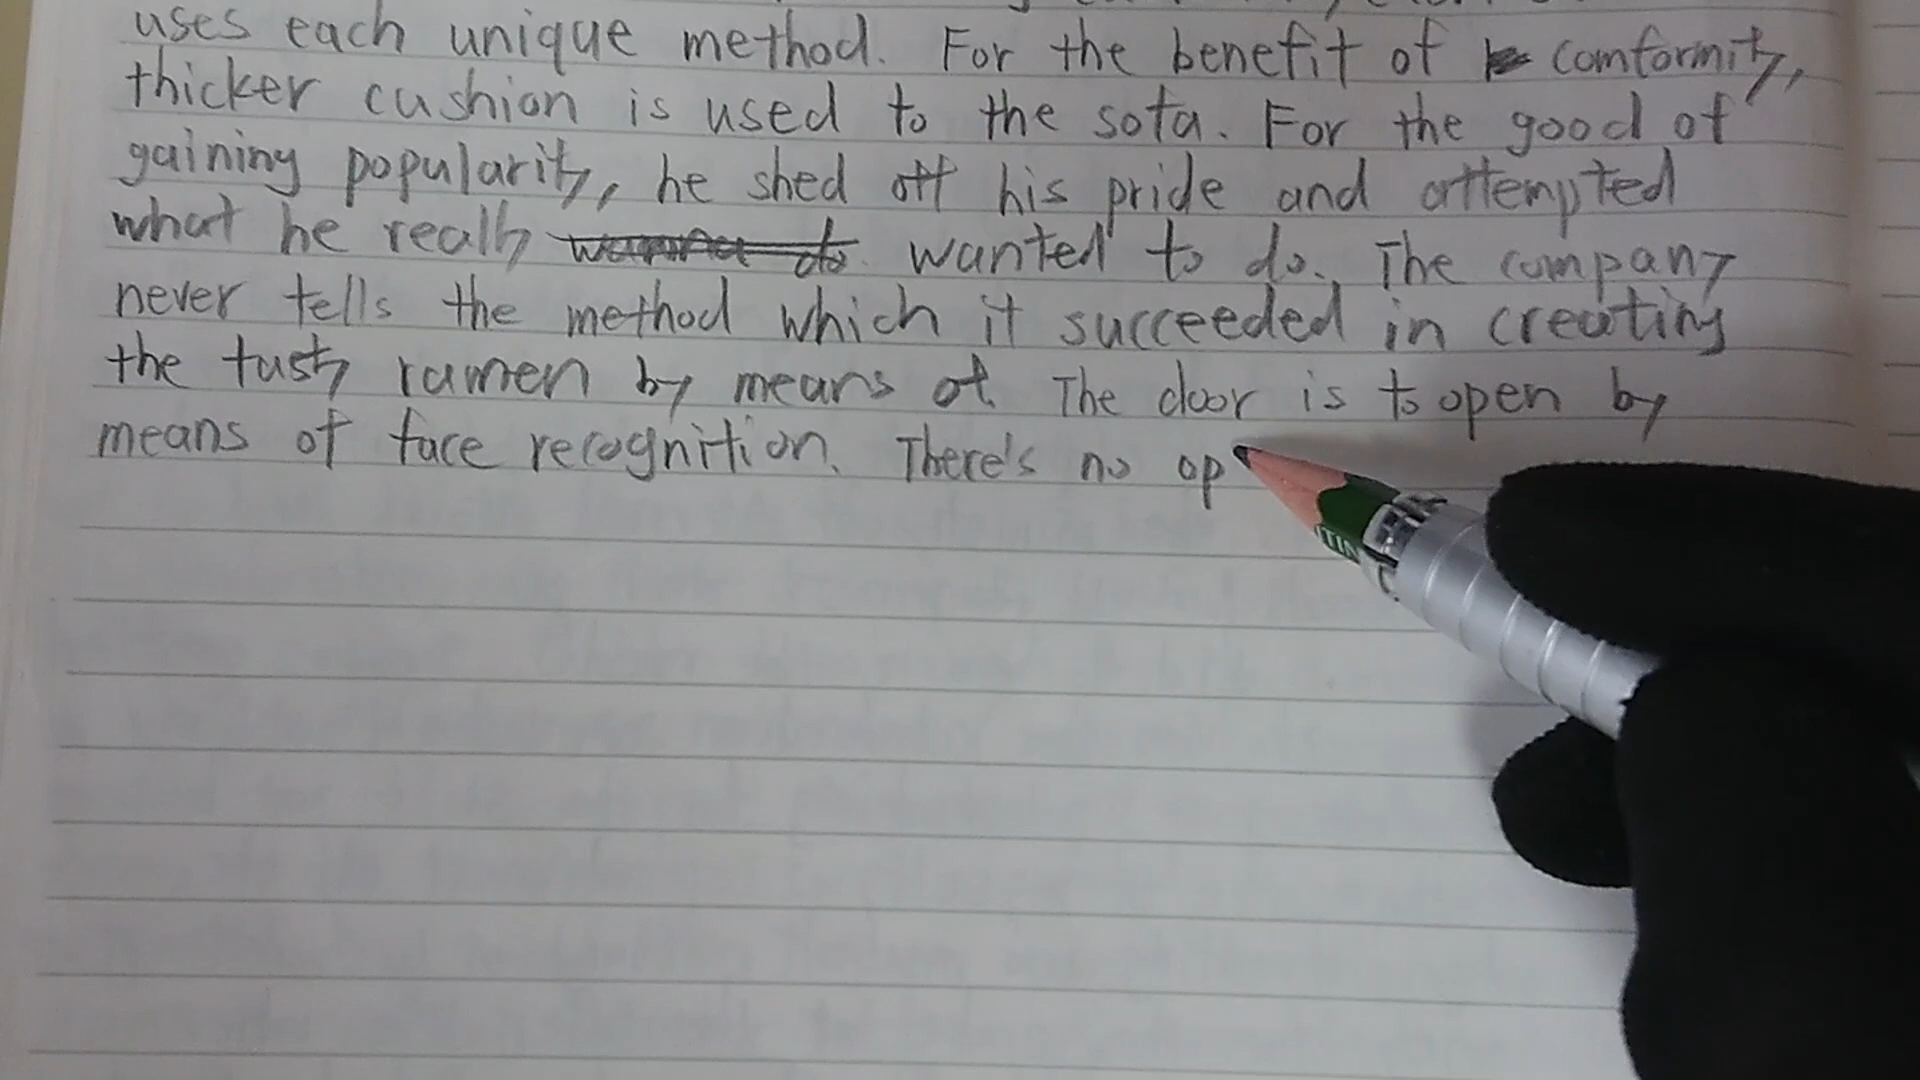 uses each unique method. For the benefit of comformity,
thicker cushion is used to the sofa. For the good of
gaining popularity, he shed off his pride and attempted
what he really wanna do wanted to do. The company
never tells the method which it succeeded in creating
the tasty ramen by means of. The door is to open by
means of face recognition. There's no op
TIN